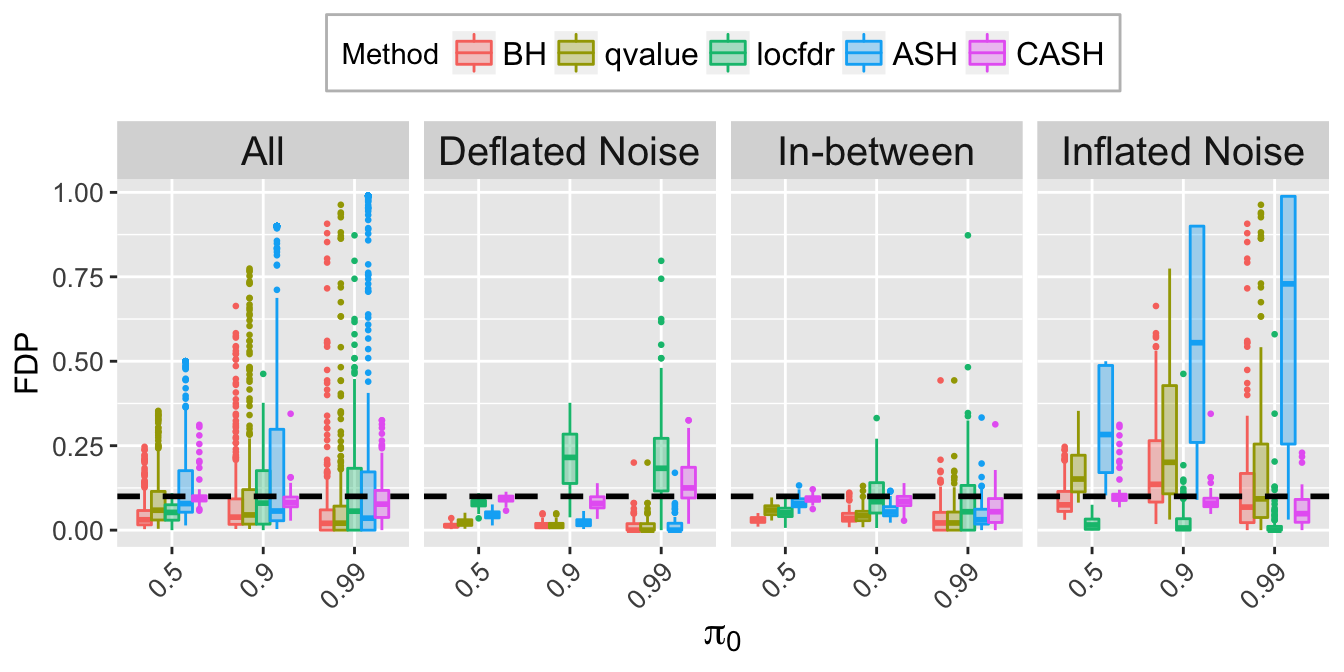 Method BH qvalue locfdr ASH CASH
All Deflated Noise In-between Inflated Noise
1.00
0.75
0.50
0.25
0.00
FDP
0.5 0.9 0.99 0.5 0.9 0.99 0.5 0.9 0.99 0.5 0.9 0.99
π0